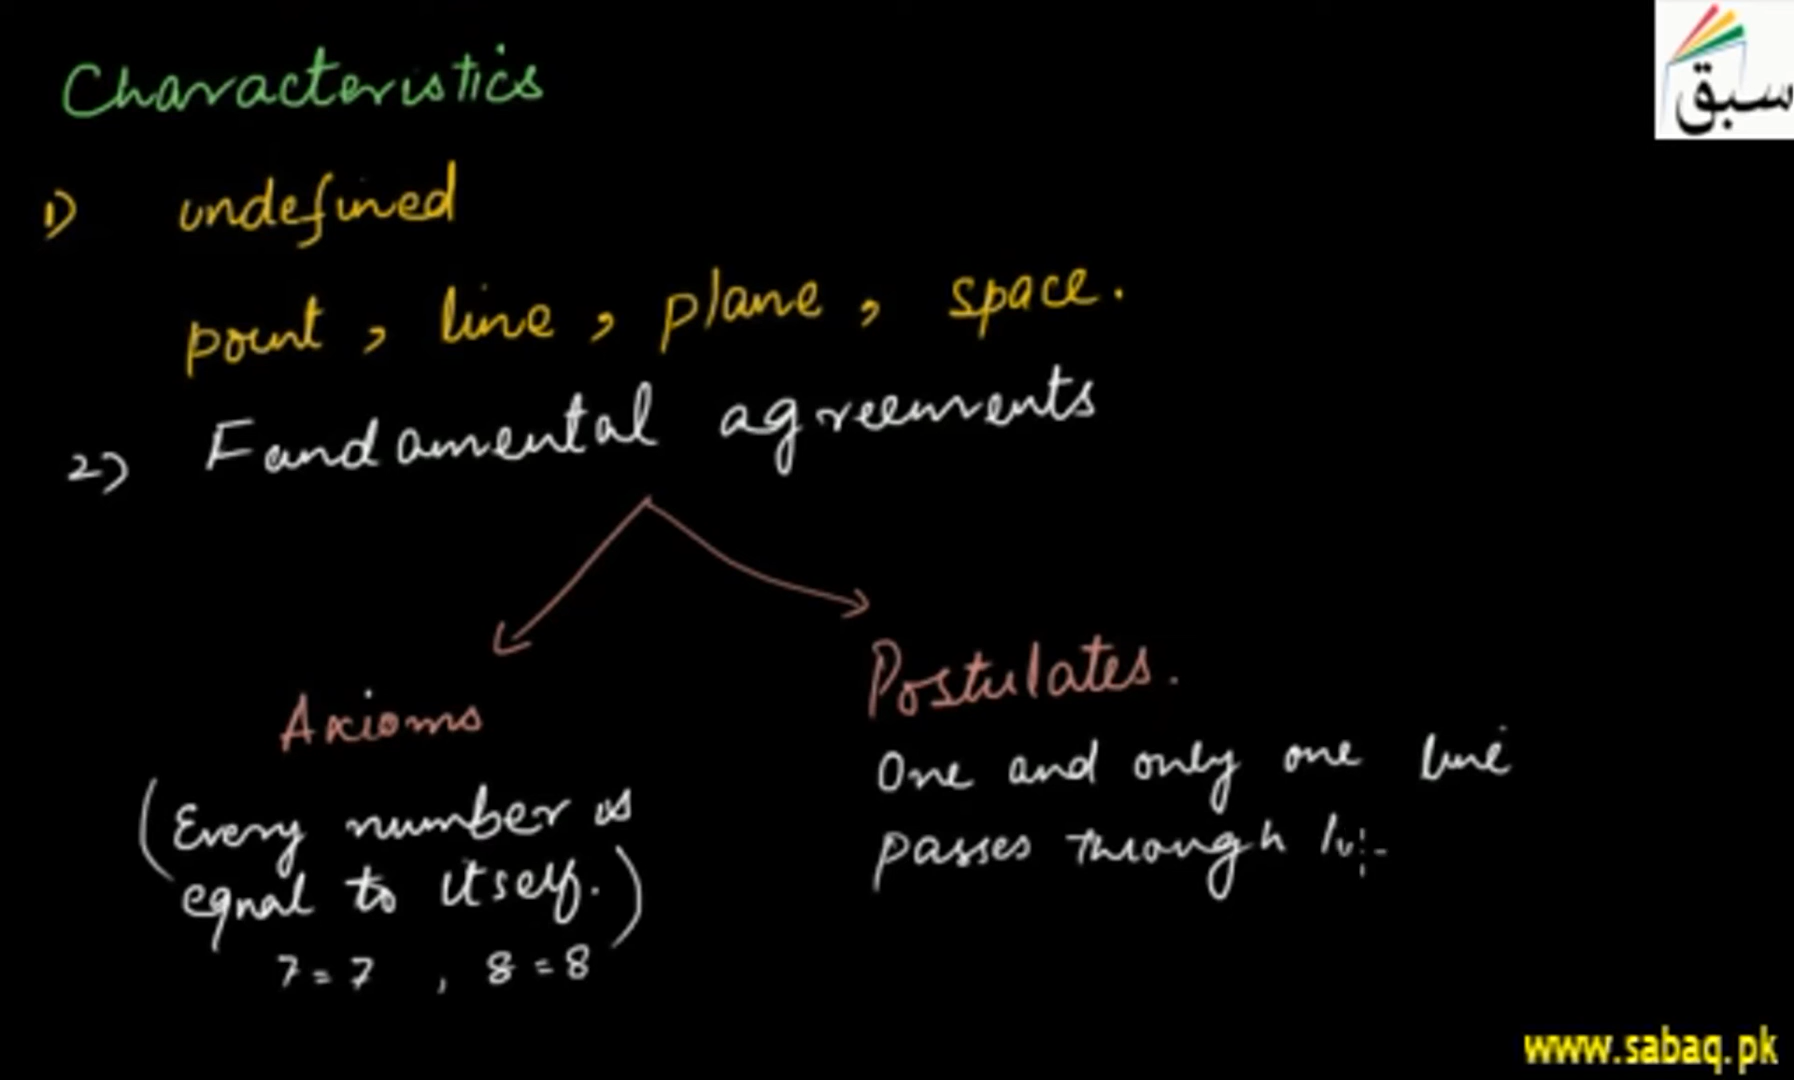 Characteristics
سبق
1) undefined
point, line, plane, space.
2) Fundamental agreements
Axioms
Postulates.
(Every number is
equal to itself.)
7=7 , 8=8
One and only one line
passes through
www.sabaq.pk